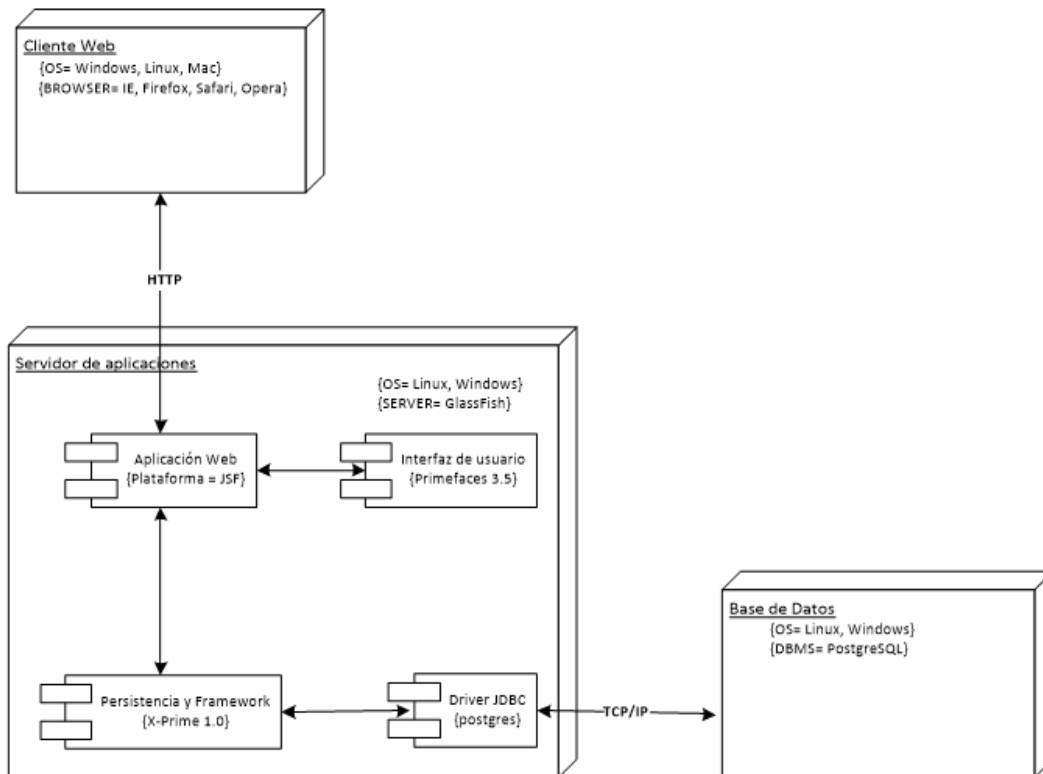 Cliente Web
{OS= Windows, Linux, Mac}
{BROWSER= IE, Firefox, Safari, Opera}
HTTP
Servidor de aplicaciones
{OS= Linux, Windows}
{SERVER= GlassFish}
Aplicación Web
{Plataforma = JSF}
Interfaz de usuario
{Primefaces 3.5}
Persistencia y Framework
{X-Prime 1.0}
Driver JDBC
{postgres}
TCP/IP
Base de Datos
{OS= Linux, Windows}
{DBMS= PostgreSQL}